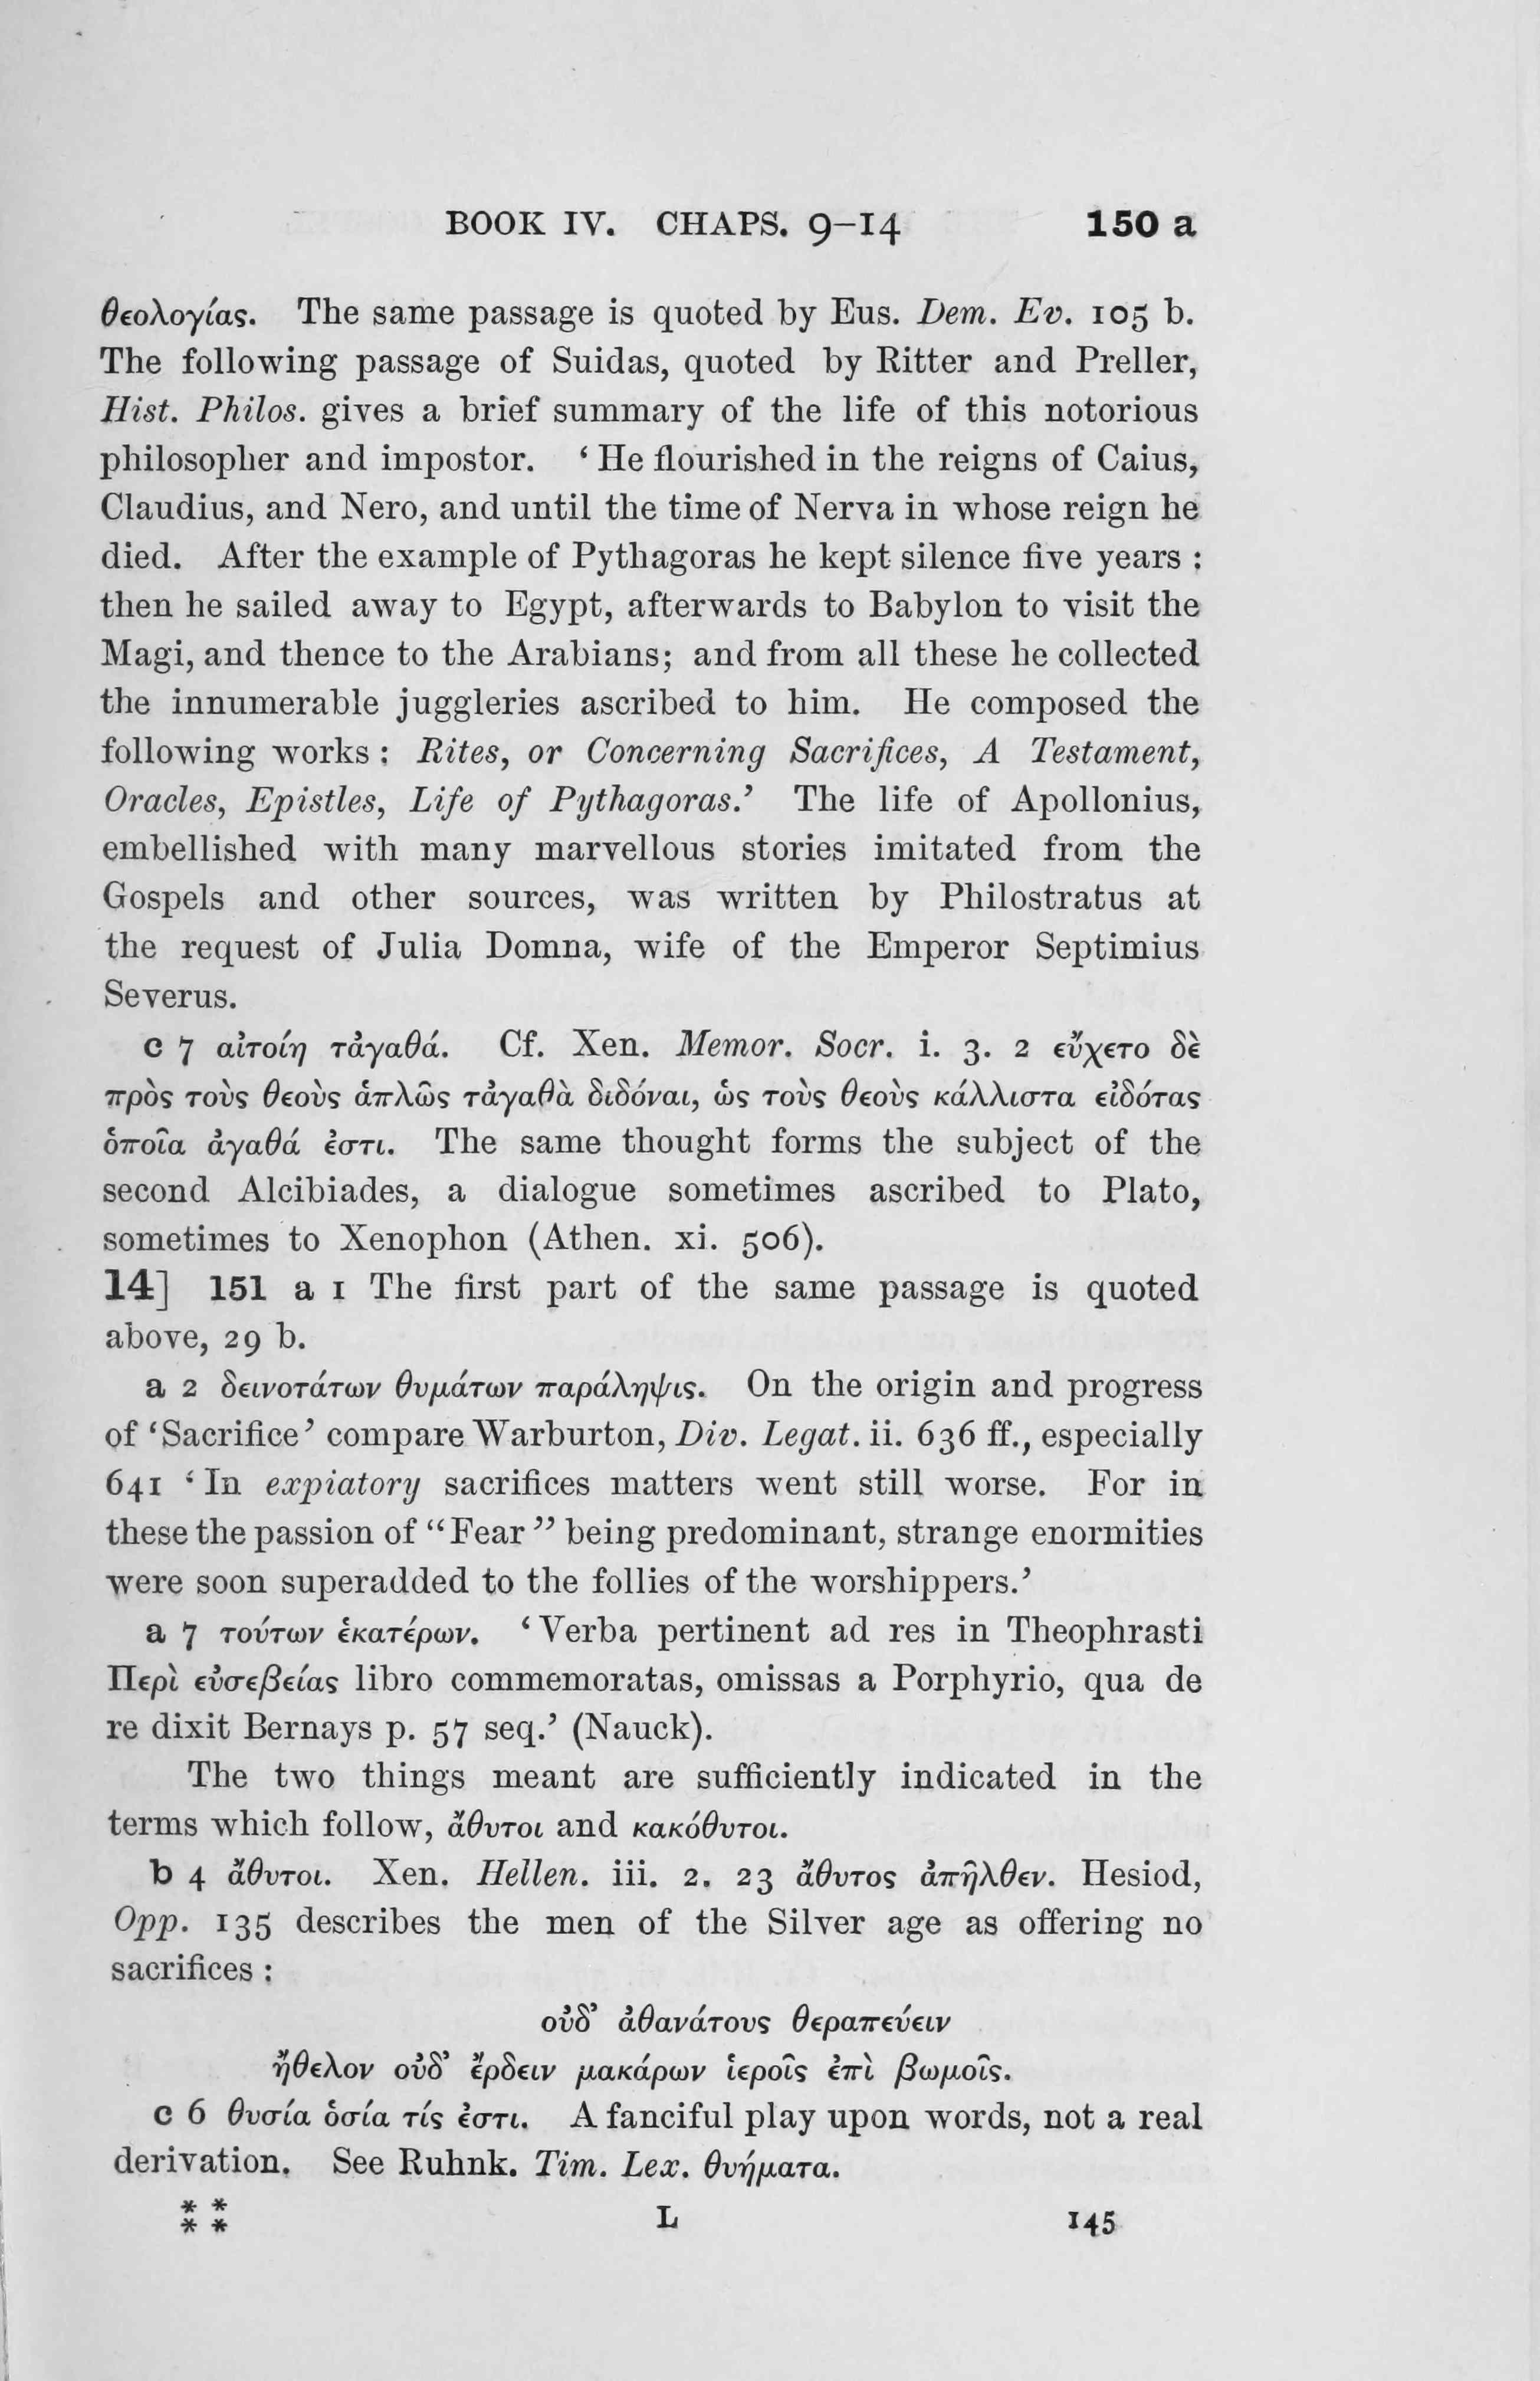 BOOK IV. CHAPS. 9–14 150 a
θεολογίας. The same passage is quoted by Eus. Dem. Ev. 105 b.
The following passage of Suidas, quoted by Ritter and Preller,
Hist. Philos. gives a brief summary of the life of this notorious
philosopher and impostor. ‘He flourished in the reigns of Caius,
Claudius, and Nero, and until the time of Nerva in whose reign he
died. After the example of Pythagoras he kept silence five years :
then he sailed away to Egypt, afterwards to Babylon to visit the
Magi, and thence to the Arabians; and from all these he collected
the innumerable juggleries ascribed to him. He composed the
following works : Rites, or Concerning Sacrifices, A Testament,
Oracles, Epistles, Life of Pythagoras.’ The life of Apollonius,
embellished with many marvellous stories imitated from the
Gospels and other sources, was written by Philostratus at
the request of Julia Domna, wife of the Emperor Septimius
Severus.
c 7 αἰτοίη τἀγαθά. Cf. Xen. Memor. Socr. i. 3. 2 εὔχετο δὲ
πρὸς τοὺς θεοὺς ἁπλῶς τἀγαθὰ διδόναι, ὡς τοὺς θεοὺς κάλλιστα εἰδότας
ὁποῖα ἀγαθά ἐστι. The same thought forms the subject of the
second Alcibiades, a dialogue sometimes ascribed to Plato,
sometimes to Xenophon (Athen. xi. 506).
14] 151 a 1 The first part of the same passage is quoted
above, 29 b.
a 2 δεινοτάτων θυμάτων παράληψις. On the origin and progress
of ‘Sacrifice’ compare Warburton, Div. Legat. ii. 636 ff., especially
641 ‘In expiatory sacrifices matters went still worse. For in
these the passion of “Fear” being predominant, strange enormities
were soon superadded to the follies of the worshippers.’
a 7 τούτων ἑκατέρων. ‘Verba pertinent ad res in Theophrasti
Περὶ εὐσεβείας libro commemoratas, omissas a Porphyrio, qua de
re dixit Bernays p. 57 seq.’ (Nauck).
The two things meant are sufficiently indicated in the
terms which follow, ἄθυτοι and κακόθυτοι.
b 4 ἄθυτοι. Xen. Hellen. iii. 2. 23 ἄθυτος ἀπῆλθεν. Hesiod,
Opp. 135 describes the men of the Silver age as offering no
sacrifices :
οὐδ’ ἀθανάτους θεραπεύειν
ἤθελον οὐδ’ ἔρδειν μακάρων ἱεροῖς ἐπὶ βωμοῖς.
c 6 θυσία ὁσία τίς ἐστι. A fanciful play upon words, not a real
derivation. See Ruhnk. Tim. Lex. θυήματα.
* *
* * L 145